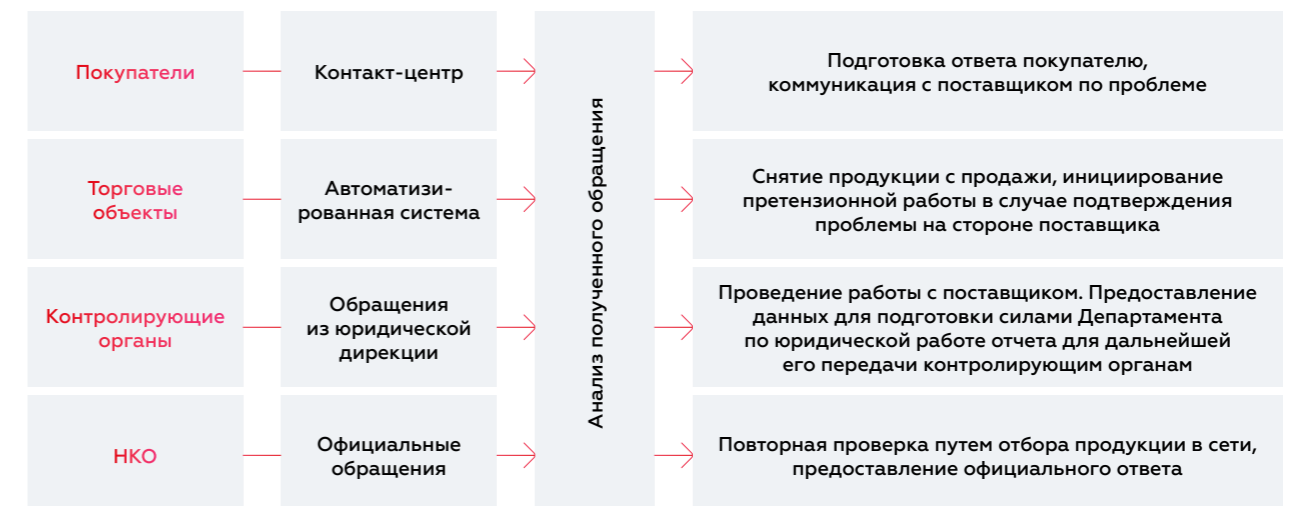 Покупатели
Контакт-центр
Подготовка ответа покупателю,
коммуникация с поставщиком по проблеме
Торговые
объекты
Автоматизи-
рованная система
Снятие продукции с продажи, инициирование
претензионной работы в случае подтверждения
проблемы на стороне поставщика
Анализ полученного обращения
Контролирующие
органы
Обращения
из юридической
дирекции
Проведение работы с поставщиком. Предоставление
данных для подготовки силами Департамента
по юридической работе отчета для дальнейшей
его передачи контролирующим органам
НКО
Официальные
обращения
Повторная проверка путем отбора продукции в сети,
предоставление официального ответа